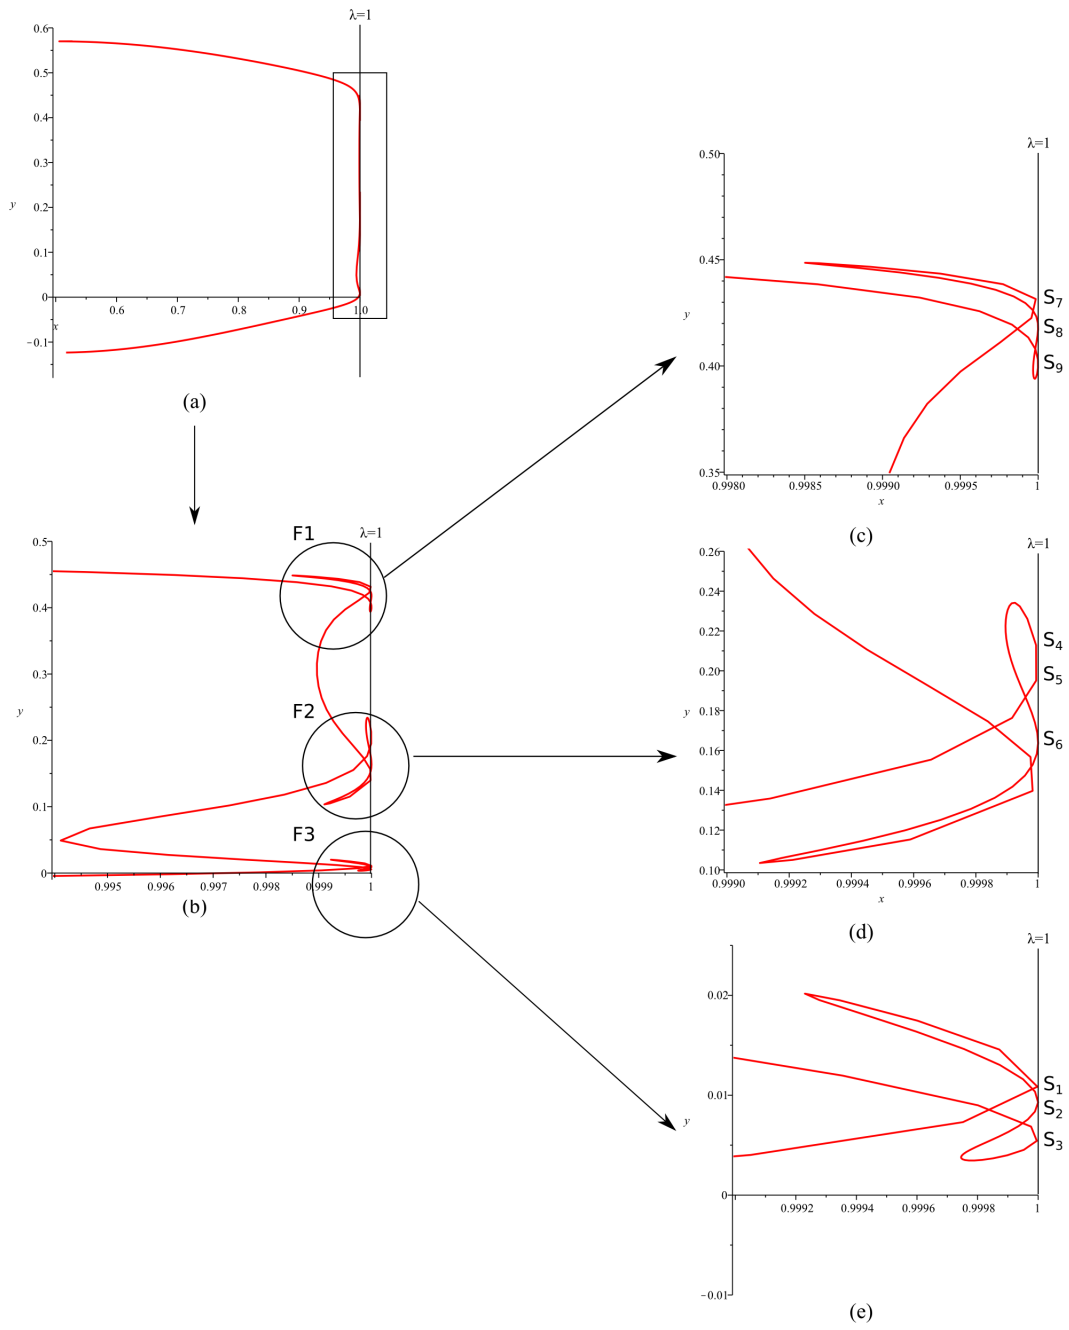 λ=1
0.6
0.5
0.4
0.3
y
0.2
0.1
0
x
0.6 0.7 0.8 0.9 1.0
−0.1
(a)
F1
λ=1
0.5
0.4
0.3
F2
y
0.2
0.1
F3
0
0.995 0.996 0.997 0.998 0.999 1
(b)
λ=1
0.50
0.45
S7
y
S8
0.40
S9
0.35
0.9980 0.9985 0.9990 0.9995 1
x
(c)
λ=1
0.26
0.24
0.22
S4
0.20
S5
0.18
y
S6
0.16
0.14
0.12
0.10
0.9990 0.9992 0.9994 0.9996 0.9998 1
x
(d)
λ=1
0.02
S1
0.01
S2
y
S3
0
0.9992 0.9994 0.9996 0.9998 1
−0.01
(e)